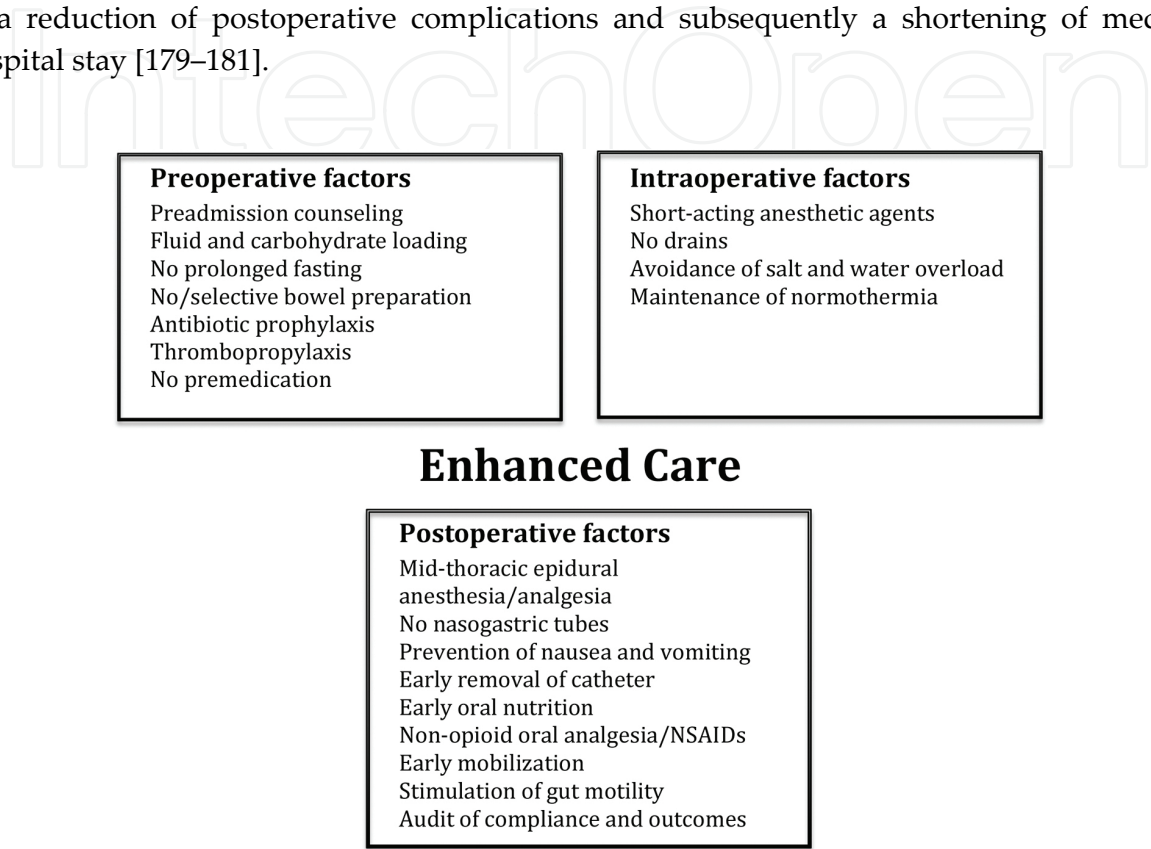 a reduction of postoperative complications and subsequently a shortening of med
spital stay [179–181].
IntechOpen
Preoperative factors
Preadmission counseling
Fluid and carbohydrate loading
No prolonged fasting
No/selective bowel preparation
Antibiotic prophylaxis
Thrombopropylaxis
No premedication
Intraoperative factors
Short-acting anesthetic agents
No drains
Avoidance of salt and water overload
Maintenance of normothermia
Enhanced Care
Postoperative factors
Mid-thoracic epidural
anesthesia/analgesia
No nasogastric tubes
Prevention of nausea and vomiting
Early removal of catheter
Early oral nutrition
Non-opioid oral analgesia/NSAIDs
Early mobilization
Stimulation of gut motility
Audit of compliance and outcomes